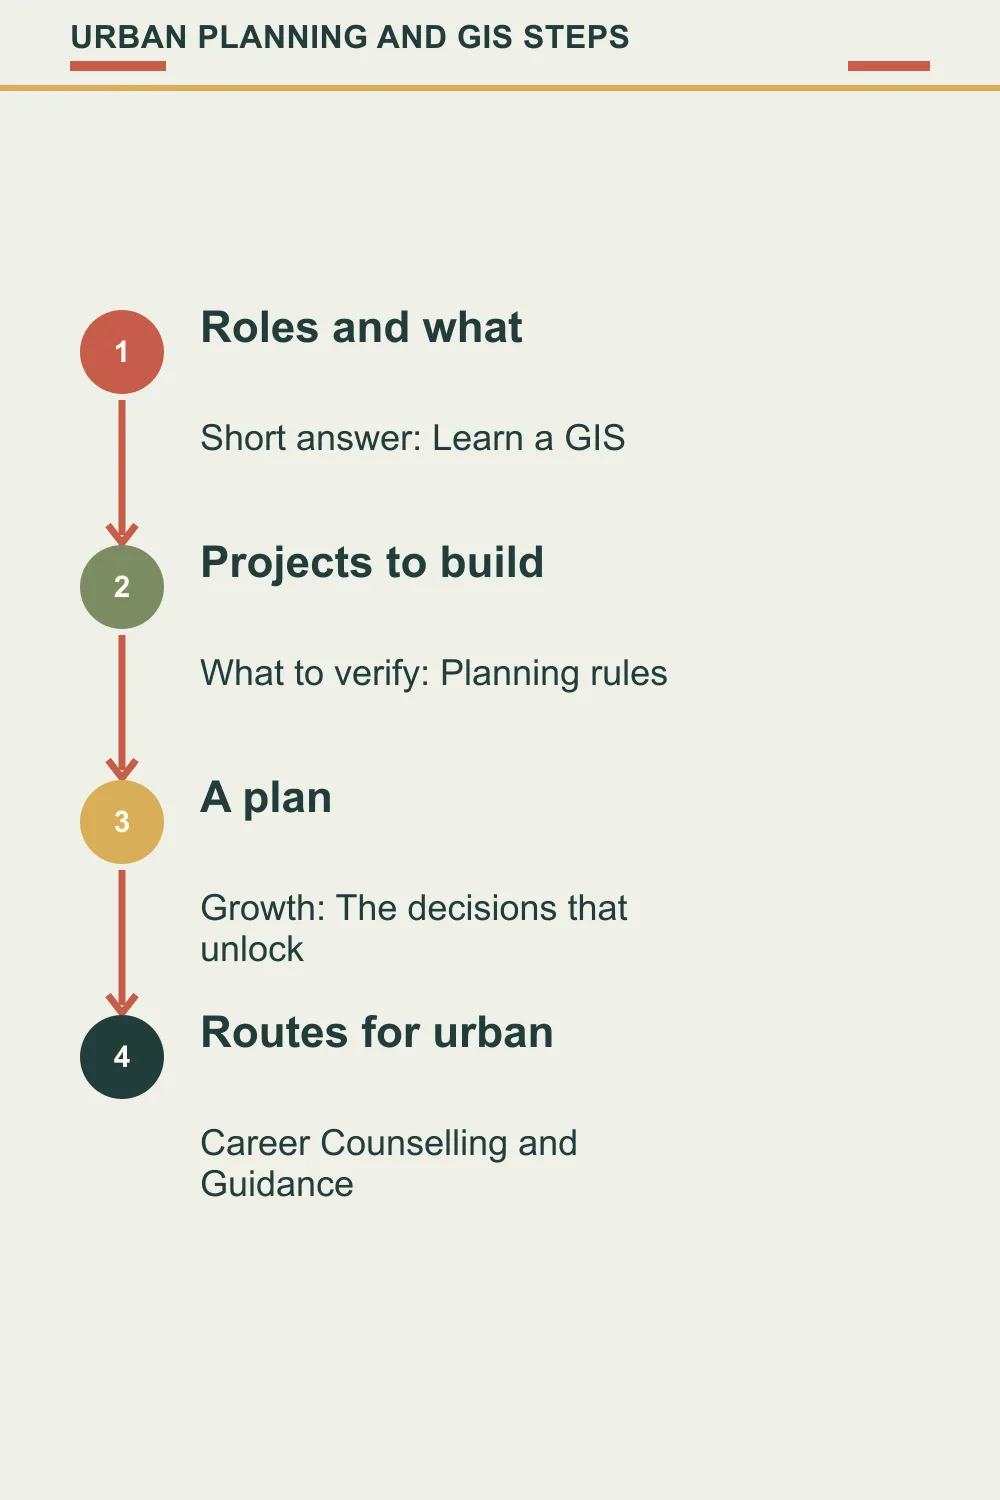 URBAN PLANNING AND GIS STEPS
1
Roles and what
Short answer: Learn a GIS
2
Projects to build
What to verify: Planning rules
3
A plan
Growth: The decisions that
unlock
4
Routes for urban
Career Counselling and
Guidance